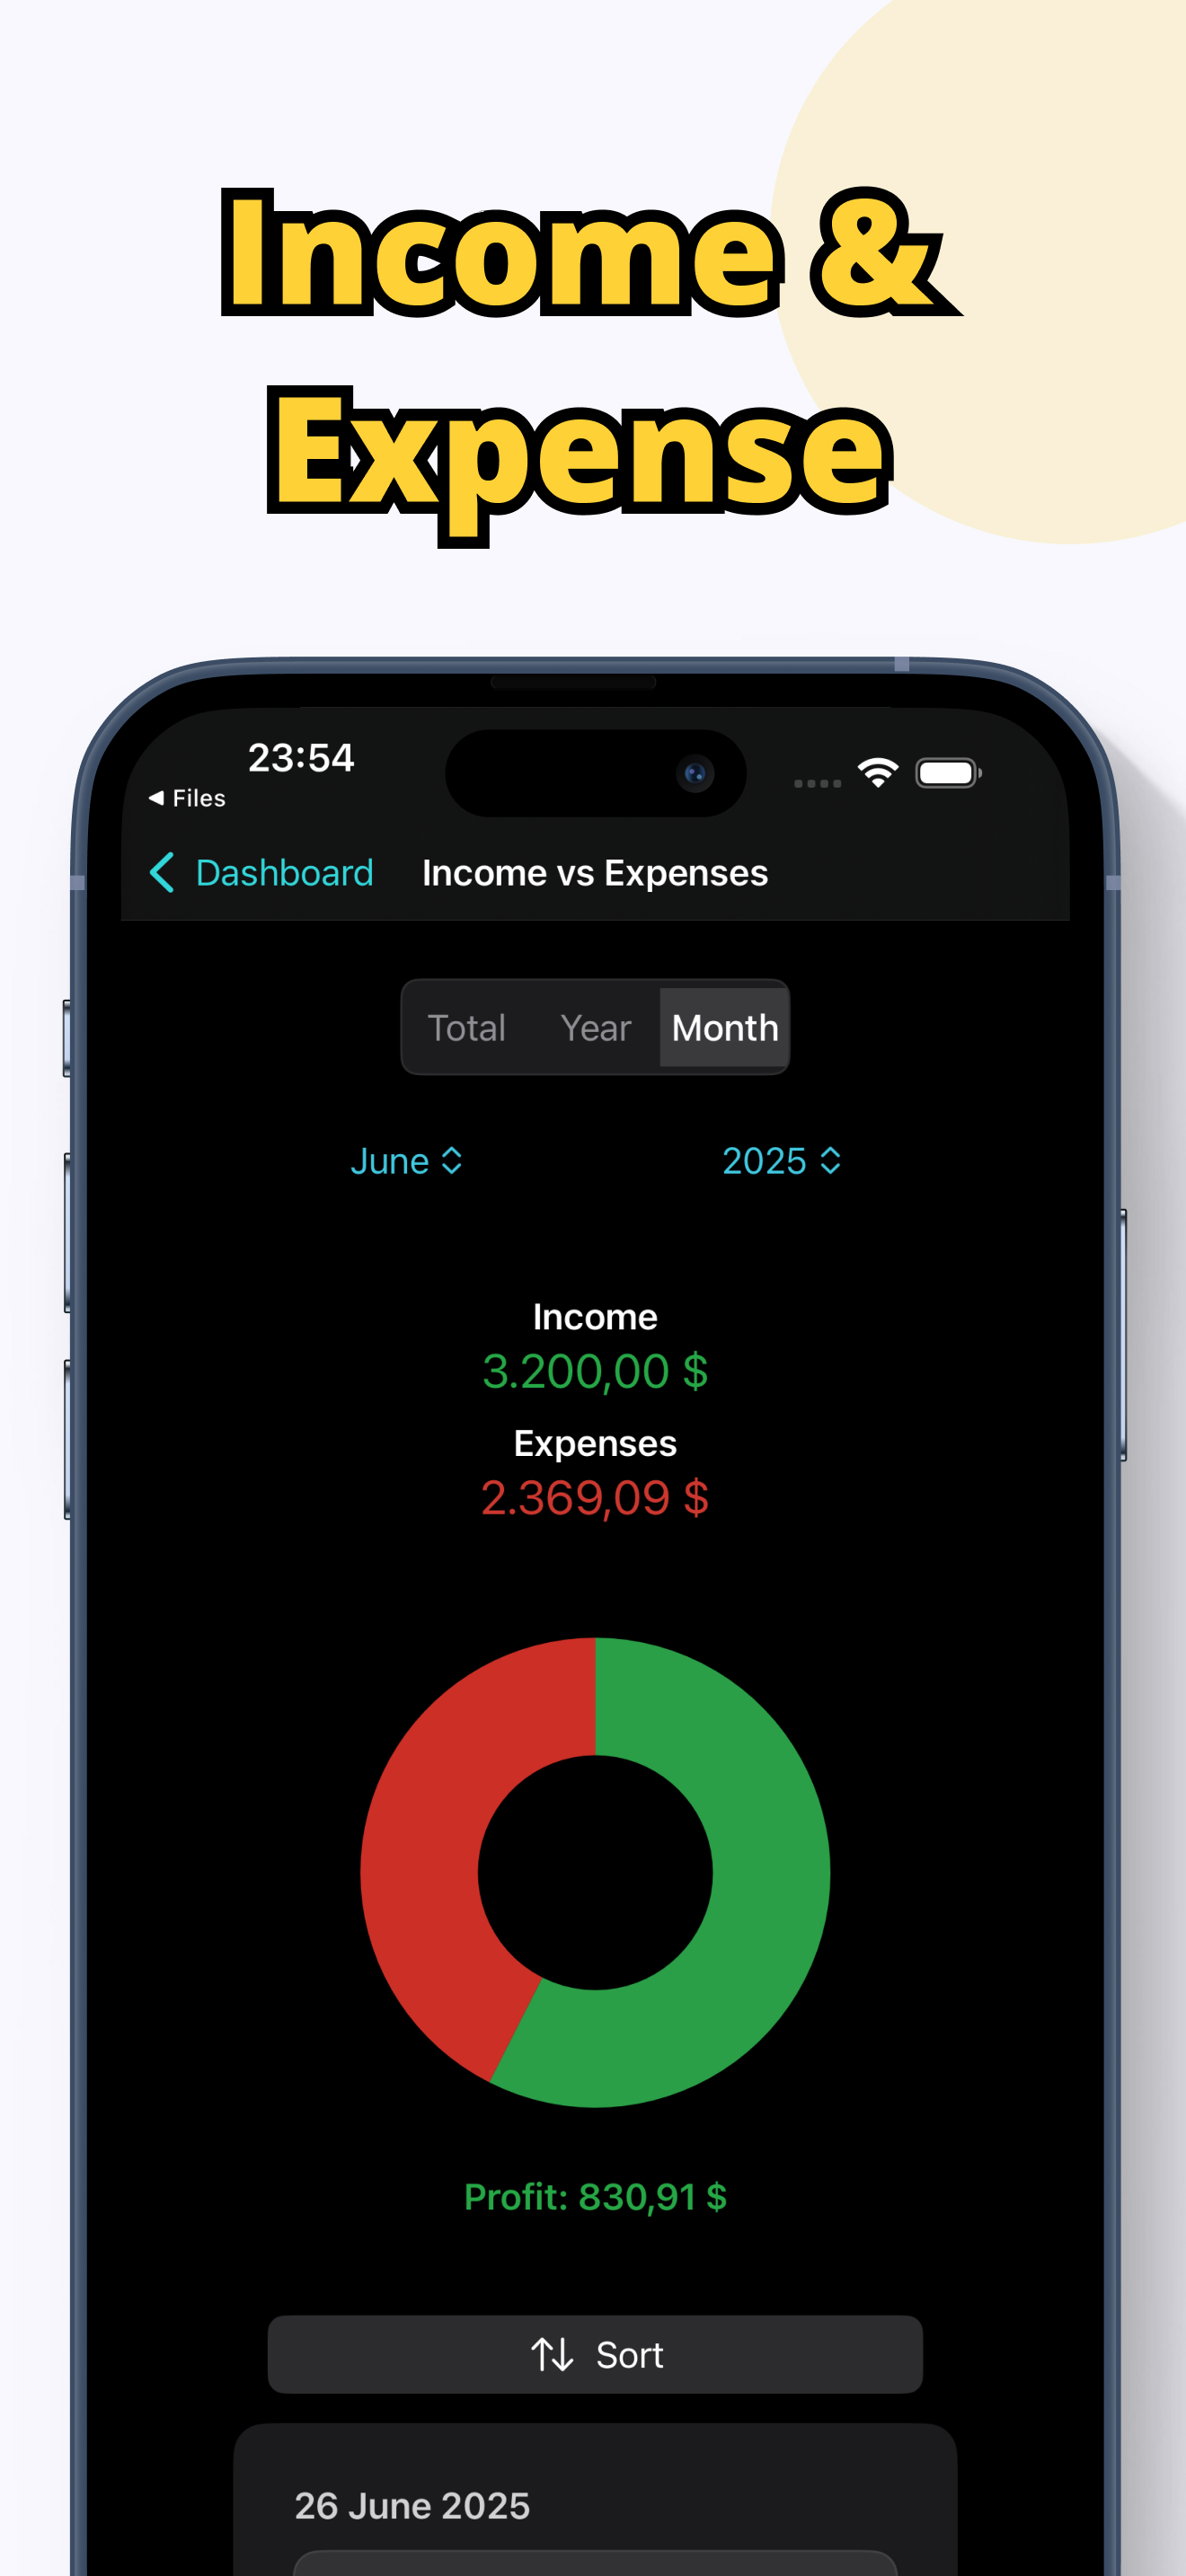 Income &
Expense
23:54
◀ Files
Dashboard Income vs Expenses
Total Year Month
June 2025
Income
3.200,00 $
Expenses
2.369,09 $
Profit: 830,91 $
Sort
26 June 2025